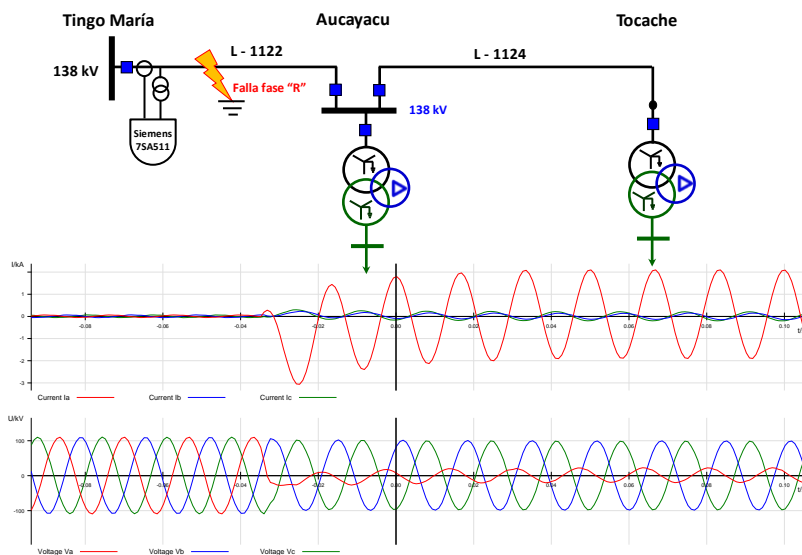 Tingo María
Aucayacu
Tocache
L - 1122
L - 1124
138 kV
Falla fase “R”
138 kV
Siemens
7SA511
I/kA
1
0
-1
-2
-3
-0.08
-0.06
-0.04
-0.02
0.00
0.02
0.04
0.06
0.08
0.10
t/
Current Ia
Current Ib
Current Ic
U/kV
100
0
-100
-0.08
-0.06
-0.04
-0.02
0.00
0.02
0.04
0.06
0.08
0.10
t/
Voltage Va
Voltage Vb
Voltage Vc